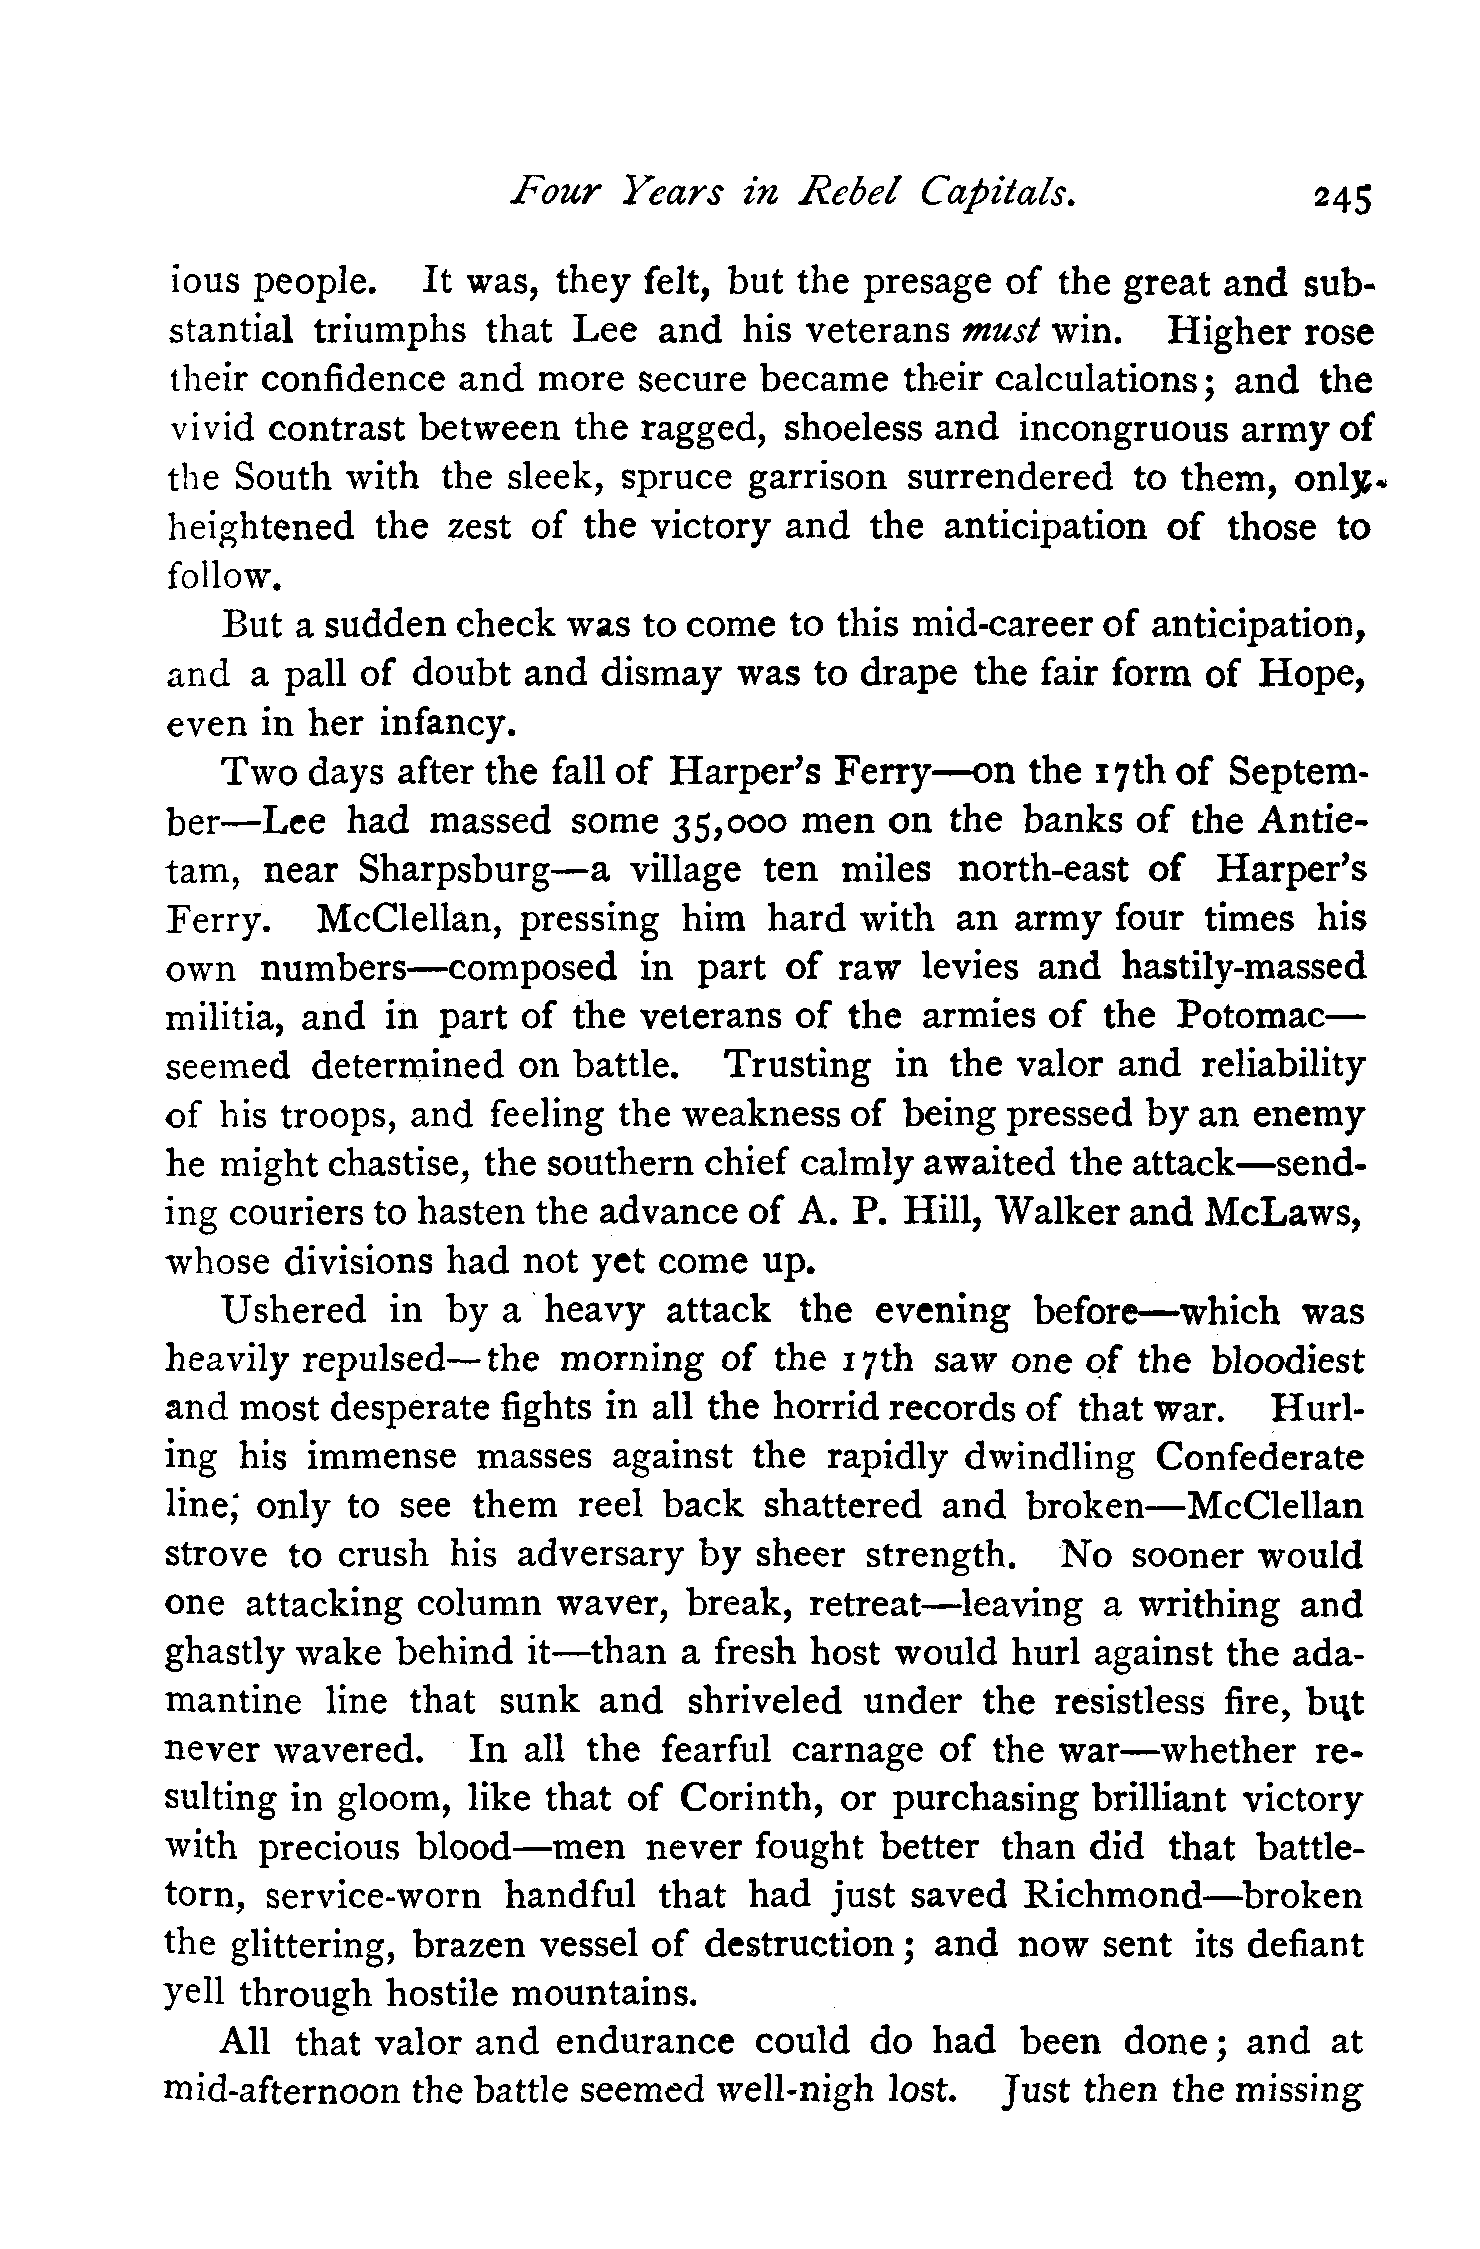 Four Years in Rebel Capitals. 245
ious people. It was, they felt, but the presage of the great and sub-
stantial triumphs that Lee and his veterans must win. Higher rose
their confidence and more secure became their calculations; and the
vivid contrast between the ragged, shoeless and incongruous army of
the South with the sleek, spruce garrison surrendered to them, only
heightened the zest of the victory and the anticipation of those to
follow.
But a sudden check was to come to this mid-career of anticipation,
and a pall of doubt and dismay was to drape the fair form of Hope,
even in her infancy.
Two days after the fall of Harper's Ferry—on the 17th of Septem-
ber—Lee had massed some 35,000 men on the banks of the Antie-
tam, near Sharpsburg—a village ten miles north-east of Harper's
Ferry. McClellan, pressing him hard with an army four times his
own numbers—composed in part of raw levies and hastily-massed
militia, and in part of the veterans of the armies of the Potomac—
seemed determined on battle. Trusting in the valor and reliability
of his troops, and feeling the weakness of being pressed by an enemy
he might chastise, the southern chief calmly awaited the attack—send-
ing couriers to hasten the advance of A. P. Hill, Walker and McLaws,
whose divisions had not yet come up.
Ushered in by a heavy attack the evening before—which was
heavily repulsed—the morning of the 17th saw one of the bloodiest
and most desperate fights in all the horrid records of that war. Hurl-
ing his immense masses against the rapidly dwindling Confederate
line; only to see them reel back shattered and broken—McClellan
strove to crush his adversary by sheer strength. No sooner would
one attacking column waver, break, retreat—leaving a writhing and
ghastly wake behind it—than a fresh host would hurl against the ada-
mantine line that sunk and shriveled under the resistless fire, but
never wavered. In all the fearful carnage of the war—whether re-
sulting in gloom, like that of Corinth, or purchasing brilliant victory
with precious blood—men never fought better than did that battle-
torn, service-worn handful that had just saved Richmond—broken
the glittering, brazen vessel of destruction; and now sent its defiant
yell through hostile mountains.
All that valor and endurance could do had been done; and at
mid-afternoon the battle seemed well-nigh lost. Just then the missing